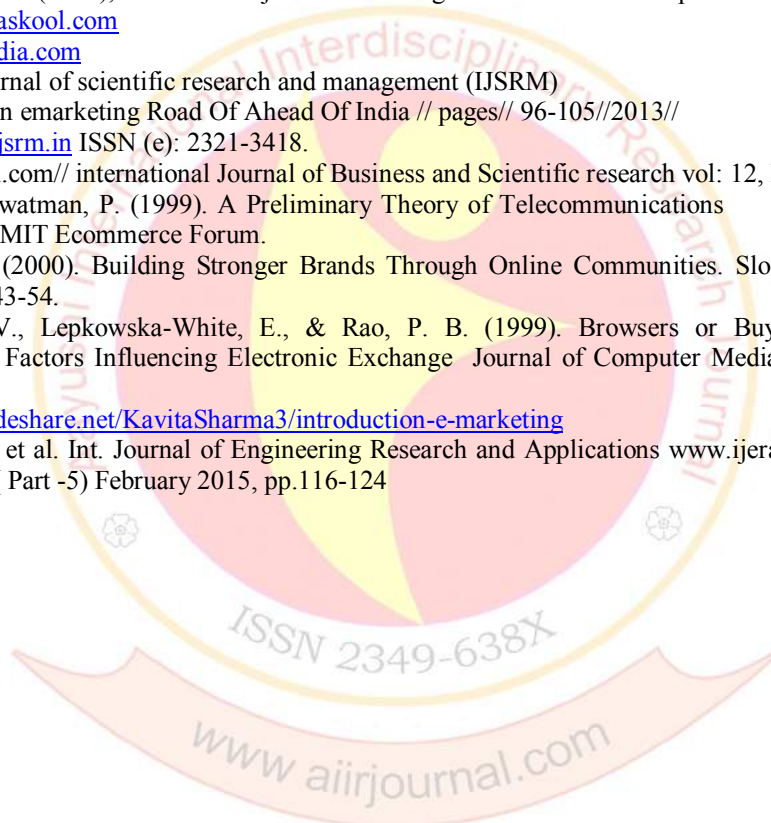 askool.com
dia.com
rnal of scientific research and management (IJSRM)
n emarketing Road Of Ahead Of India // pages// 96-105//2013//
jsrm.in ISSN (e): 2321-3418.
.com// international Journal of Business and Scientific research vol: 12,
watman, P. (1999). A Preliminary Theory of Telecommunications
MIT Ecommerce Forum.
(2000). Building Stronger Brands Through Online Communities. Slo
43-54.
V., Lepkowska-White, E., & Rao, P. B. (1999). Browsers or Buy
Factors Influencing Electronic Exchange Journal of Computer Media
deshare.net/KavitaSharma3/introduction-e-marketing
et al. Int. Journal of Engineering Research and Applications www.ijera
( Part -5) February 2015, pp.116-124
Aayushi International Interdisciplinary Research Journal
ISSN 2349-638X
www.aiirjournal.com